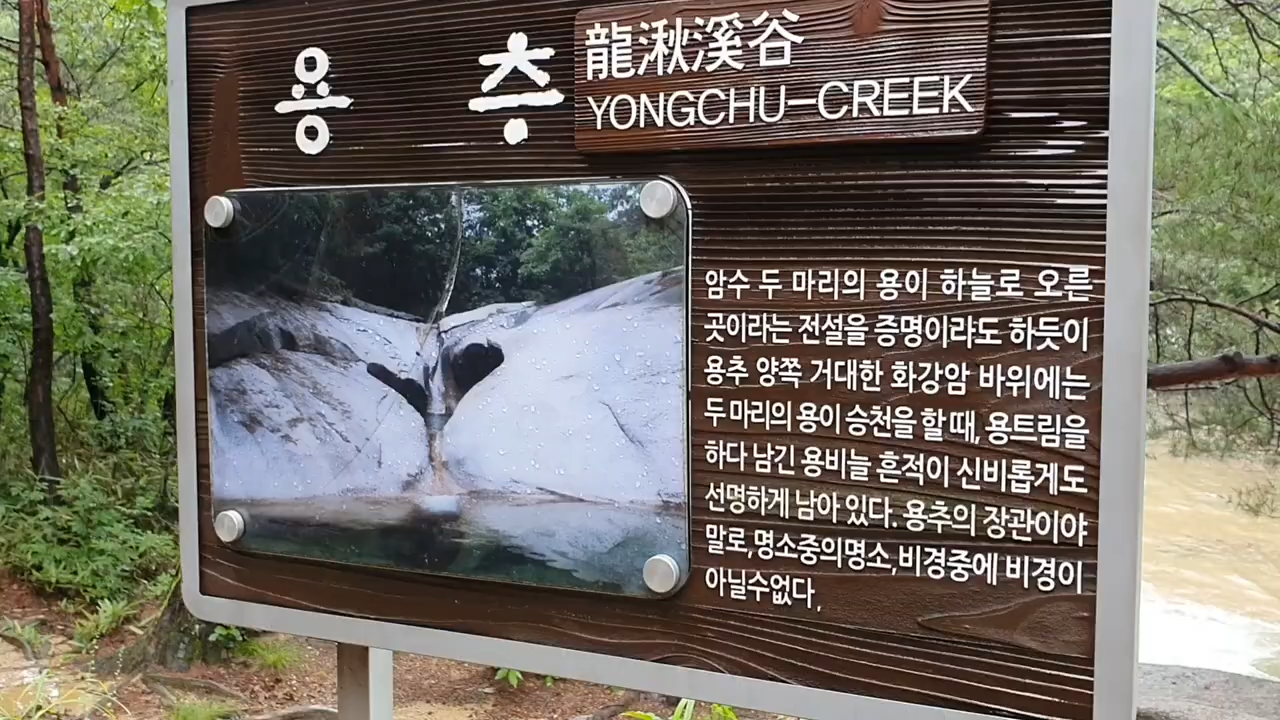 용 추
龍湫溪谷
YONGCHU-CREEK
암수 두 마리의 용이 하늘로 오른
곳이라는 전설을 증명이랴도 하듯이
용추 양쪽 거대한 화강암 바위에는
두 마리의 용이 승천을 할 때, 용트림을
하다 남긴 용비늘 흔적이 신비롭게도
선명하게 남아 있다. 용추의 장관이야
말로, 명소중의명소, 비경중에 비경이
아닐수없다,